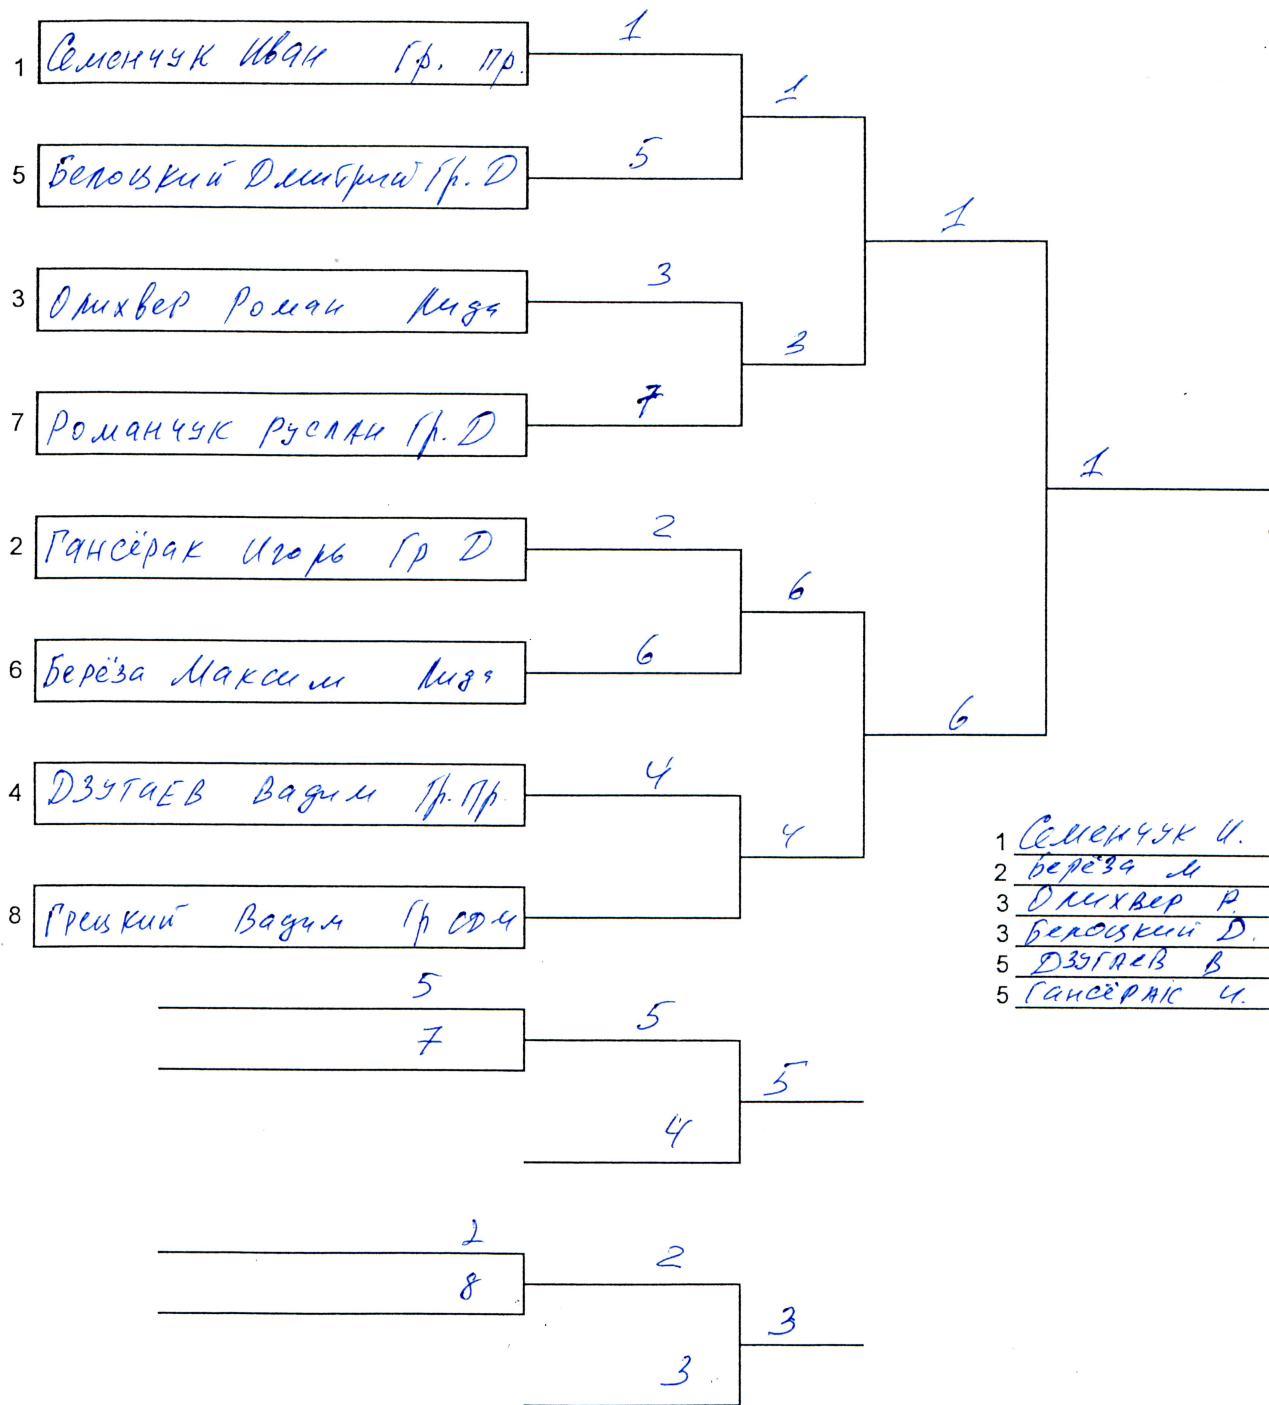 1
1 Семенчук Иван Гр. Пр.
1
5
5 Белоцкий Дмитрий Гр. Д
1
3
3 Олихвер Роман Лида
3
7
7 Романчук Руслан Гр. Д
1
2
2 Гансёрак Игорь Гр Д
6
6
6 Берёза Максим Лида
6
4
4 Дзугаев Вадим Гр. Пр.
4
8 Грецкий Вадим Гр СДМ
1 Семенчук И.
2 Берёза М
3 Олихвер Р.
3 Белоцкий Д.
5 Дзугаев В
5 Гансёрак И.
5
7
5
5
4
2
8
2
3
3